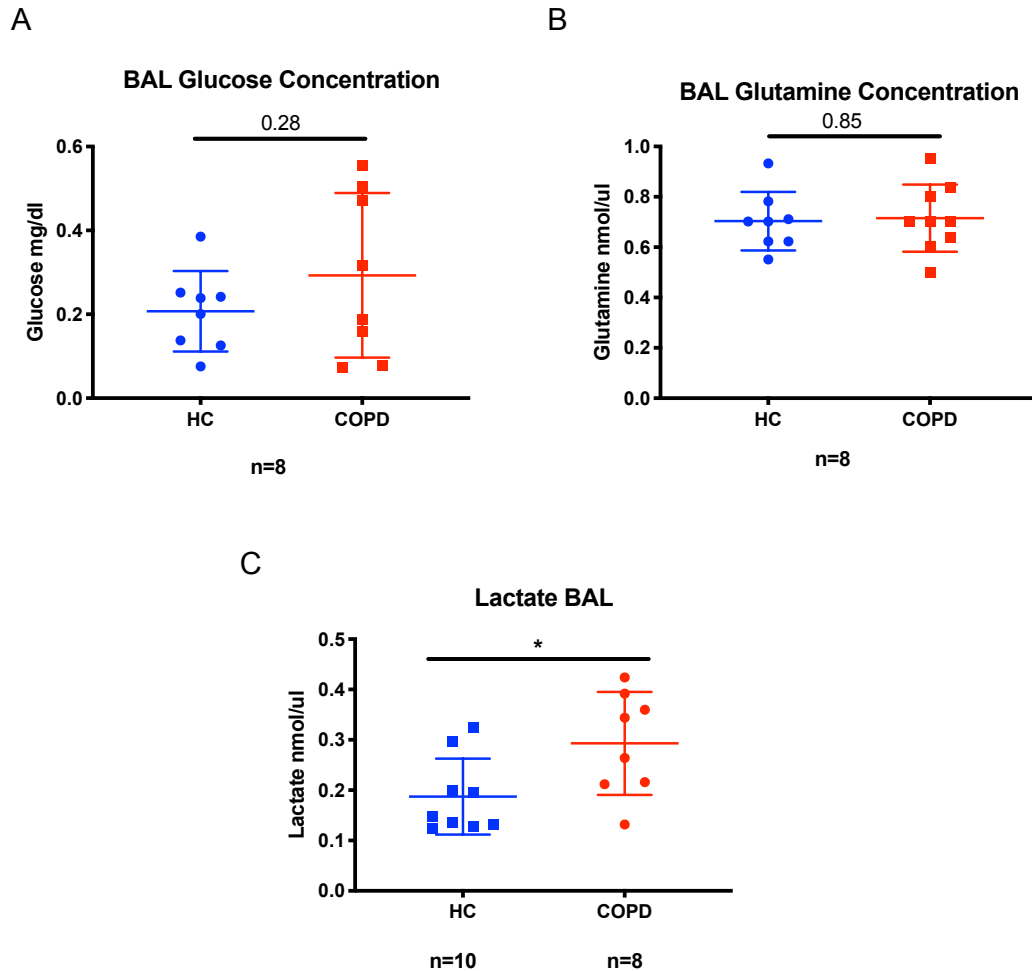 A
BAL Glucose Concentration
0.28
0.6
0.4
0.2
0.0
Glucose mg/dl
HC COPD
n=8
B
BAL Glutamine Concentration
0.85
1.0
0.8
0.6
0.4
0.2
0.0
Glutamine nmol/ul
HC COPD
n=8
C
Lactate BAL
*
0.5
0.4
0.3
0.2
0.1
0.0
Lactate nmol/ul
HC COPD
n=10 n=8